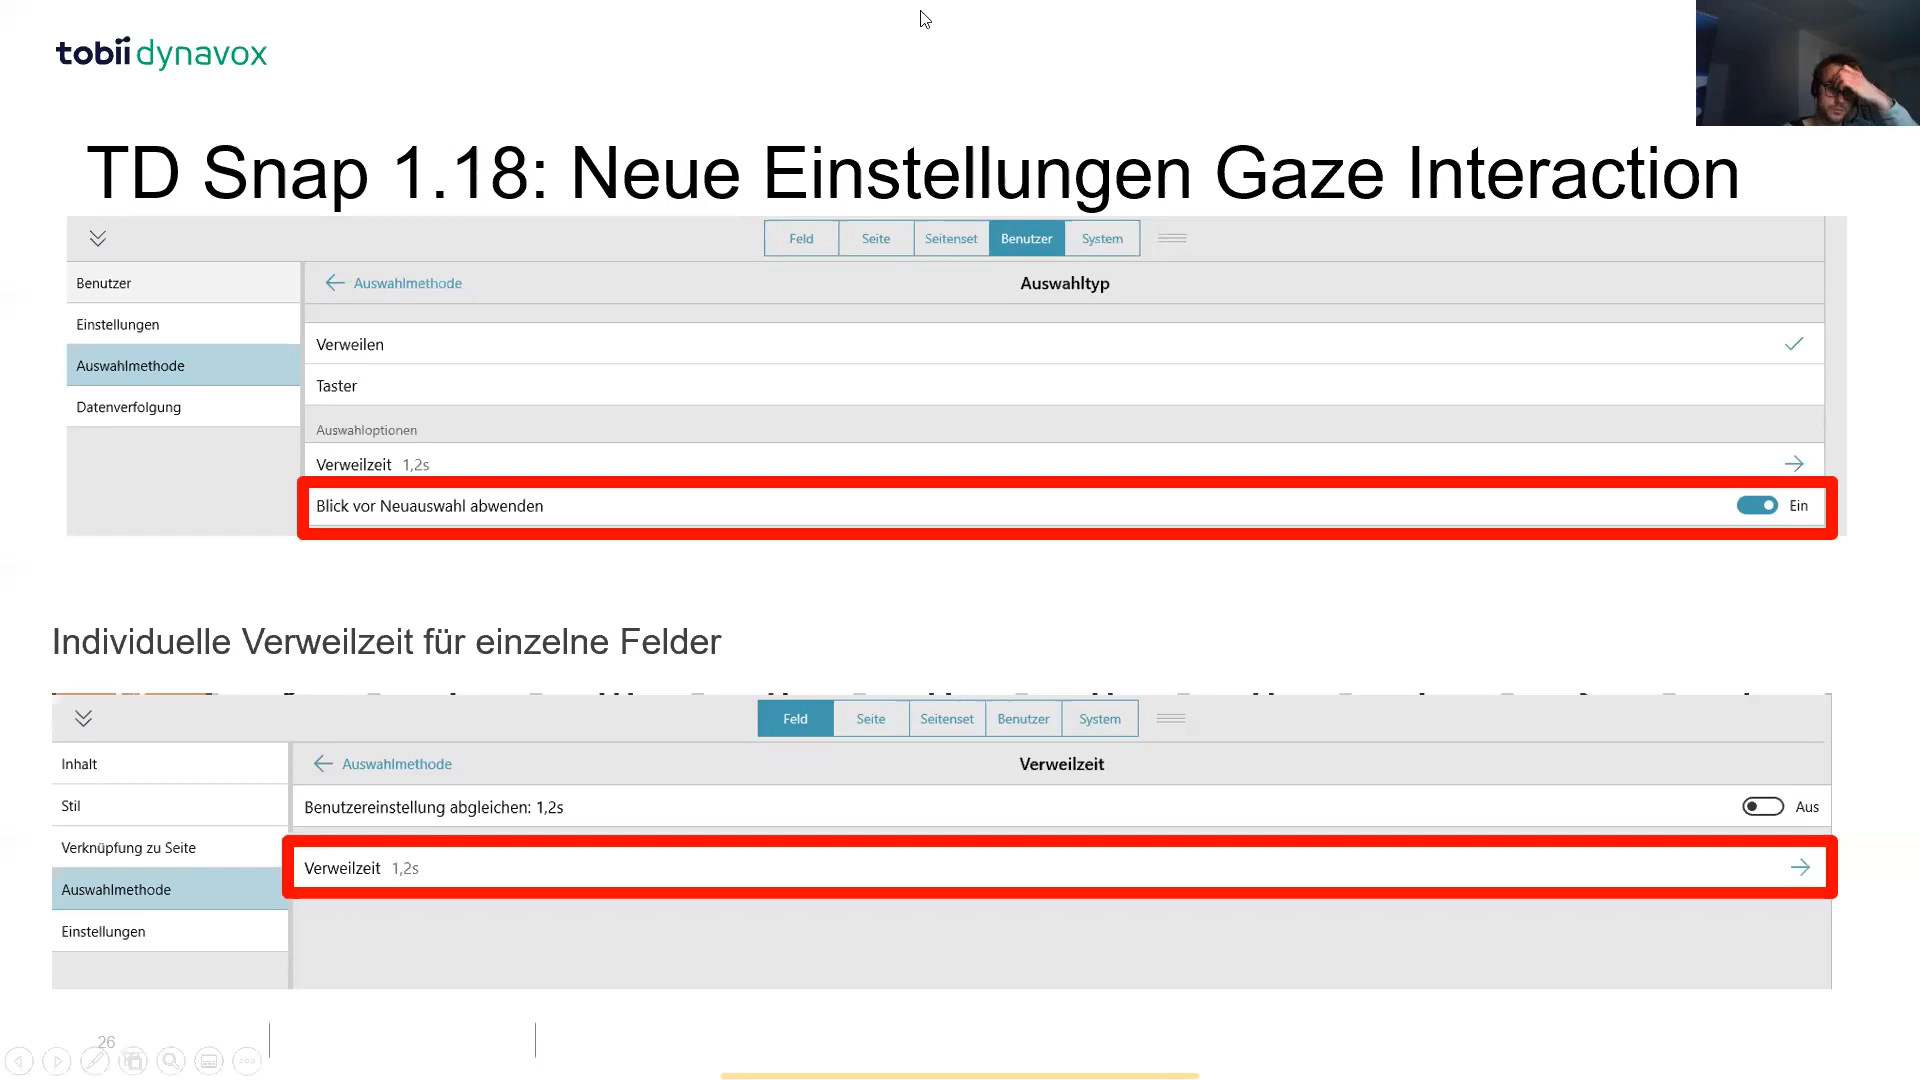 tobii dynavox
TD Snap 1.18: Neue Einstellungen Gaze Interaction
Feld Seite Seitenset Benutzer System
Benutzer
Einstellungen
Auswahlmethode
Datenverfolgung
Auswahlmethode Auswahltyp
Verweilen
Taster
Auswahloptionen
Verweilzeit 1,2s
Blick vor Neuauswahl abwenden Ein
Individuelle Verweilzeit für einzelne Felder
Feld Seite Seitenset Benutzer System
Inhalt
Stil
Verknüpfung zu Seite
Auswahlmethode
Einstellungen
Auswahlmethode Verweilzeit
Benutzereinstellung abgleichen: 1,2s Aus
Verweilzeit 1,2s
26